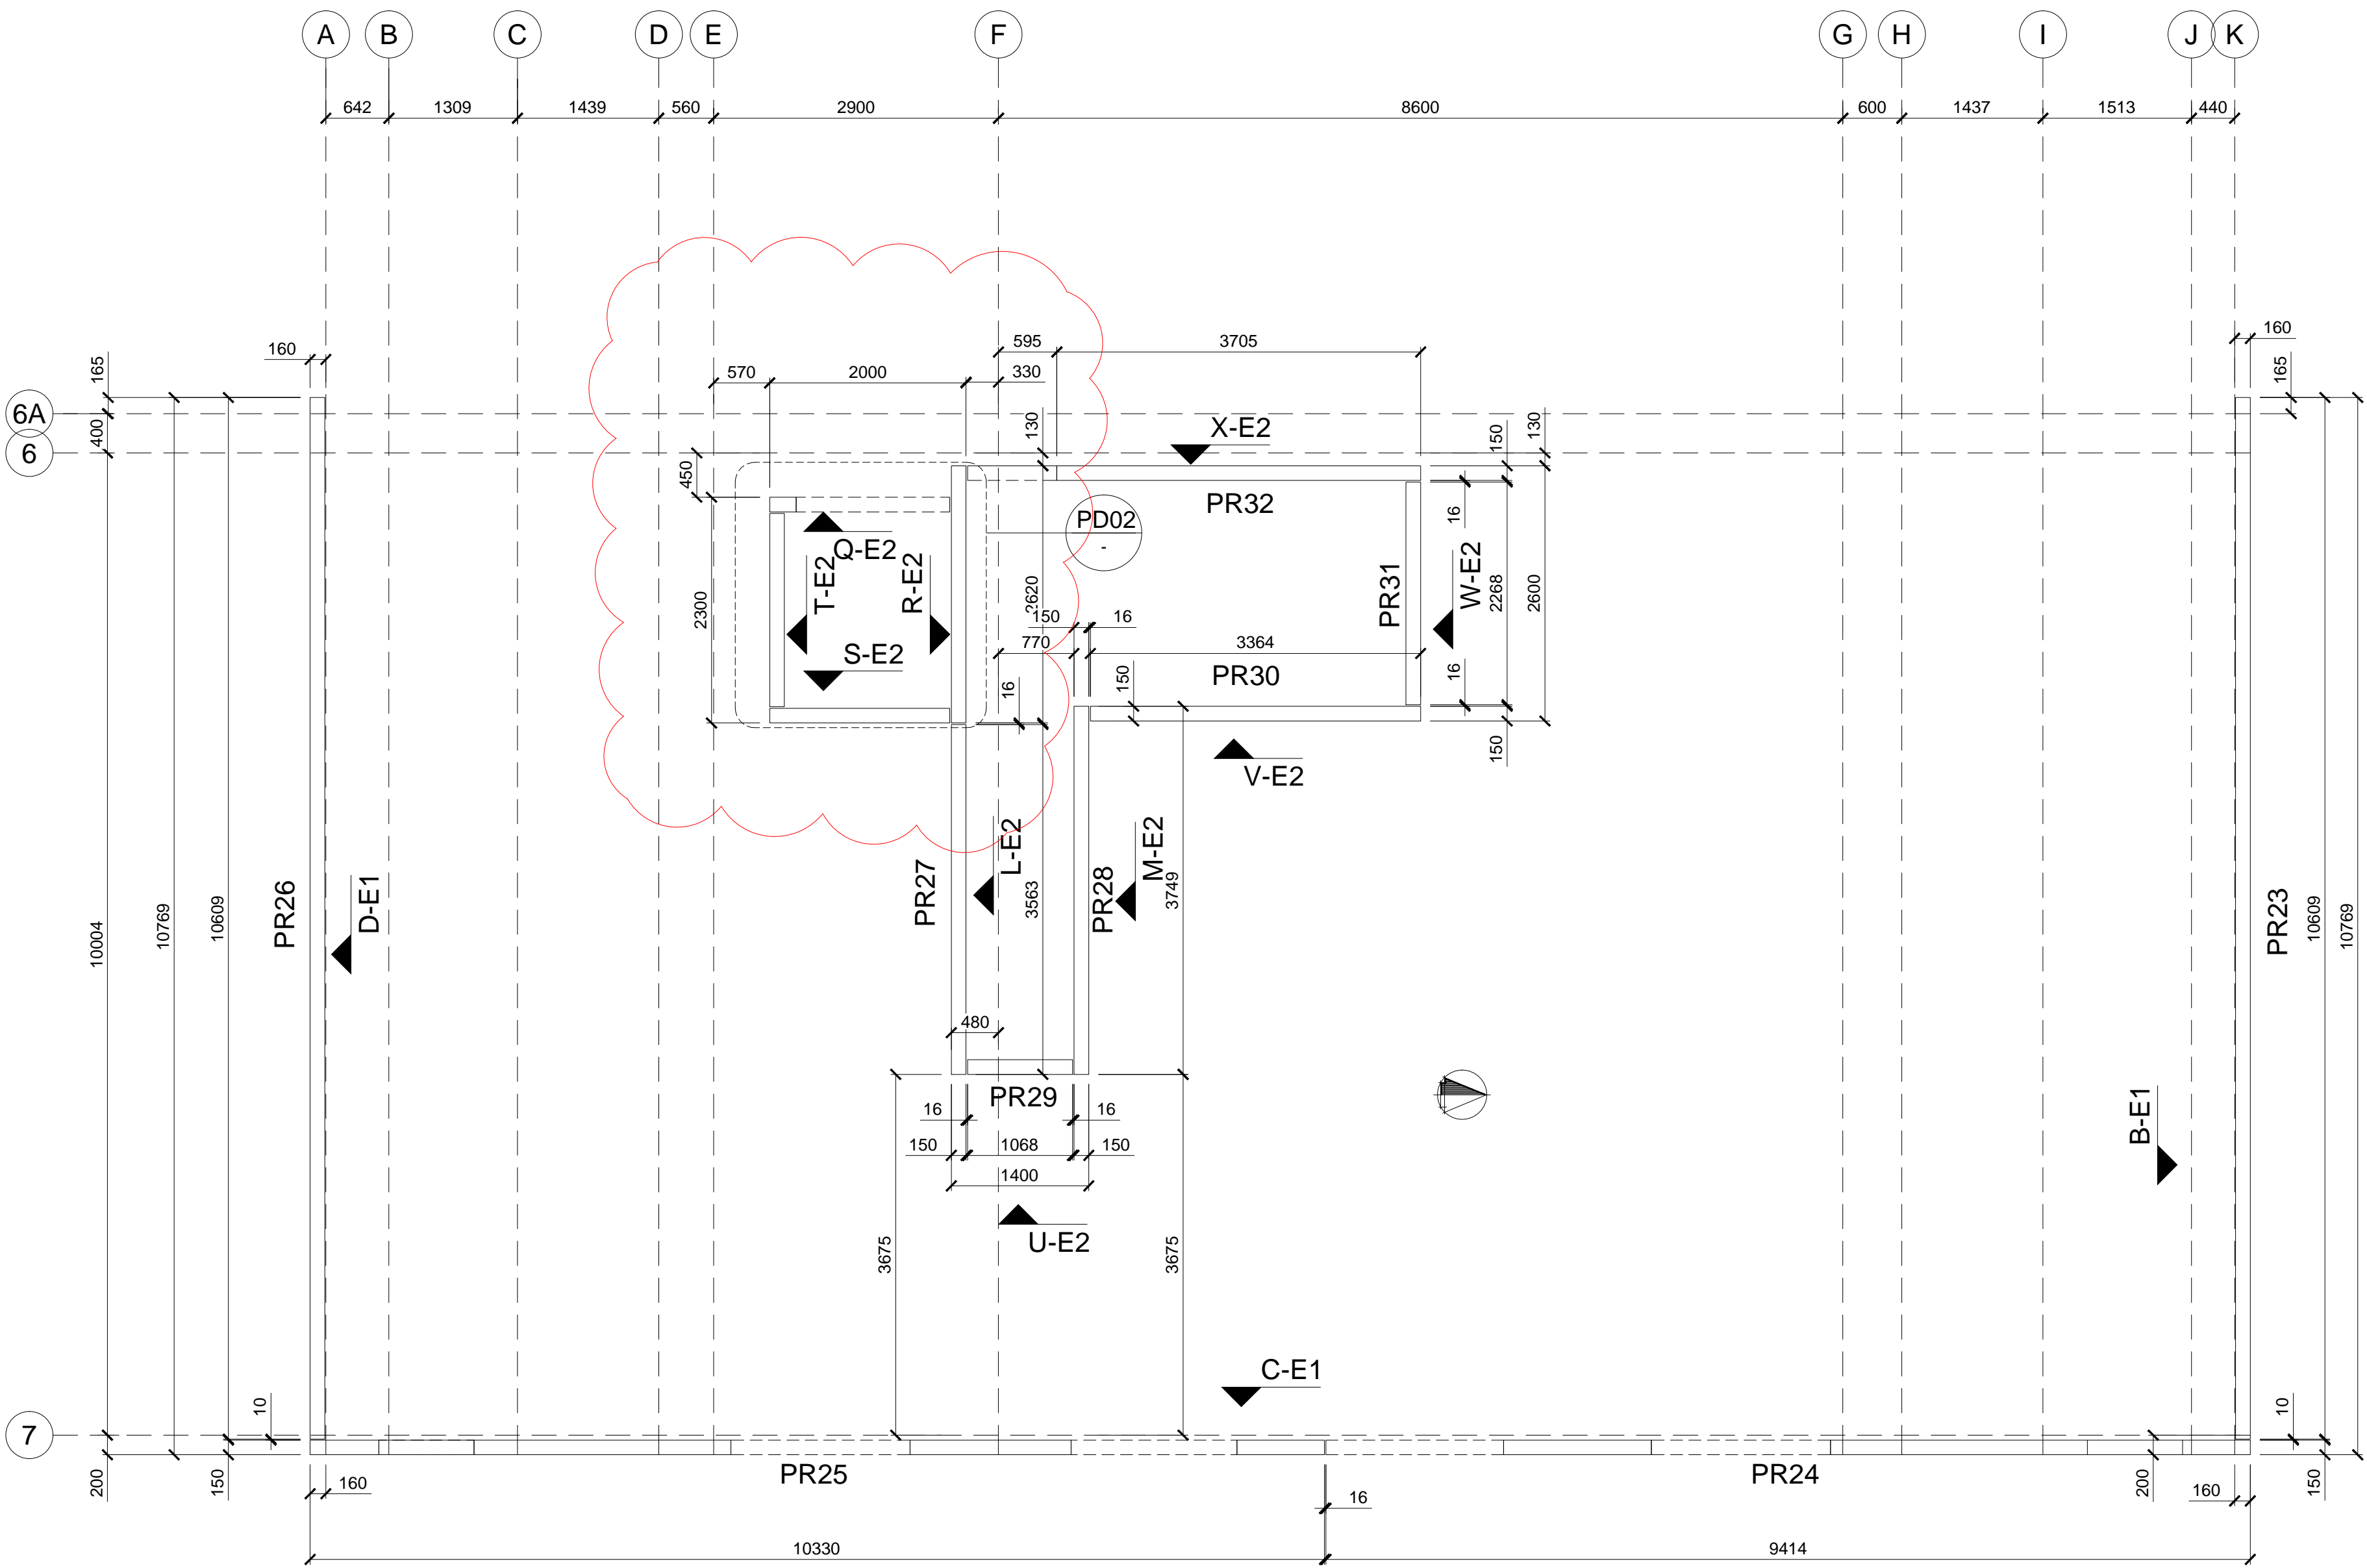 A B C D E F G H I J K
642 1309 1439 560 2900 8600 600 1437 1513 440
595 3705
160 160
570 2000 330
165 165
6A
400
6
130 X-E2 150 130
450
PR32
PD02
-
16
Q-E2
T-E2 R-E2 PR31 W-E2
2300 2620 2268 2600
150 16
770 3364
S-E2
PR30
16 150 16
150
V-E2
PR26 D-E1 PR27 L-E2 PR28 M-E2 PR23
10004 10769 10609 3563 3749 10609 10769
480
PR29
16 16
150 1068 150
1400
B-E1
U-E2
3675 3675
C-E1
10 10
7
PR25 PR24
200 150 160 200 160 150
16
10330 9414